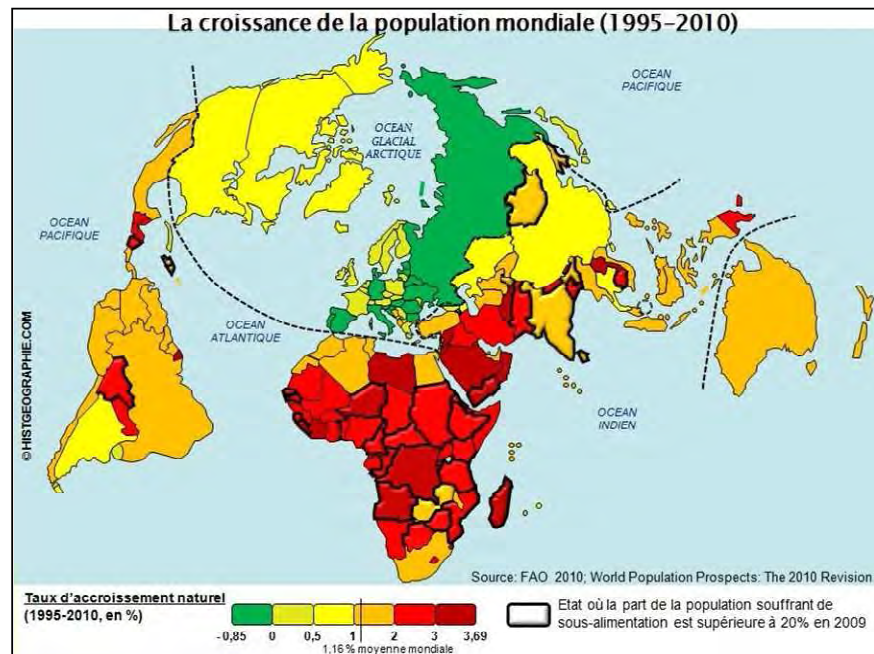 La croissance de la population mondiale (1995-2010)
OCEAN
PACIFIQUE
OCEAN
GLACIAL
ARCTIQUE
OCEAN
PACIFIQUE
OCEAN
ATLANTIQUE
OCEAN
INDIEN
©HISTGEOGRAPHIE.COM
Source: FAO 2010; World Population Prospects: The 2010 Revision
Taux d'accroissement naturel
(1995-2010, en %)
-0,85 0 0,5 1 2 3 3,69
1,16 % moyenne mondiale
Etat où la part de la population souffrant de
sous-alimentation est supérieure à 20% en 2009